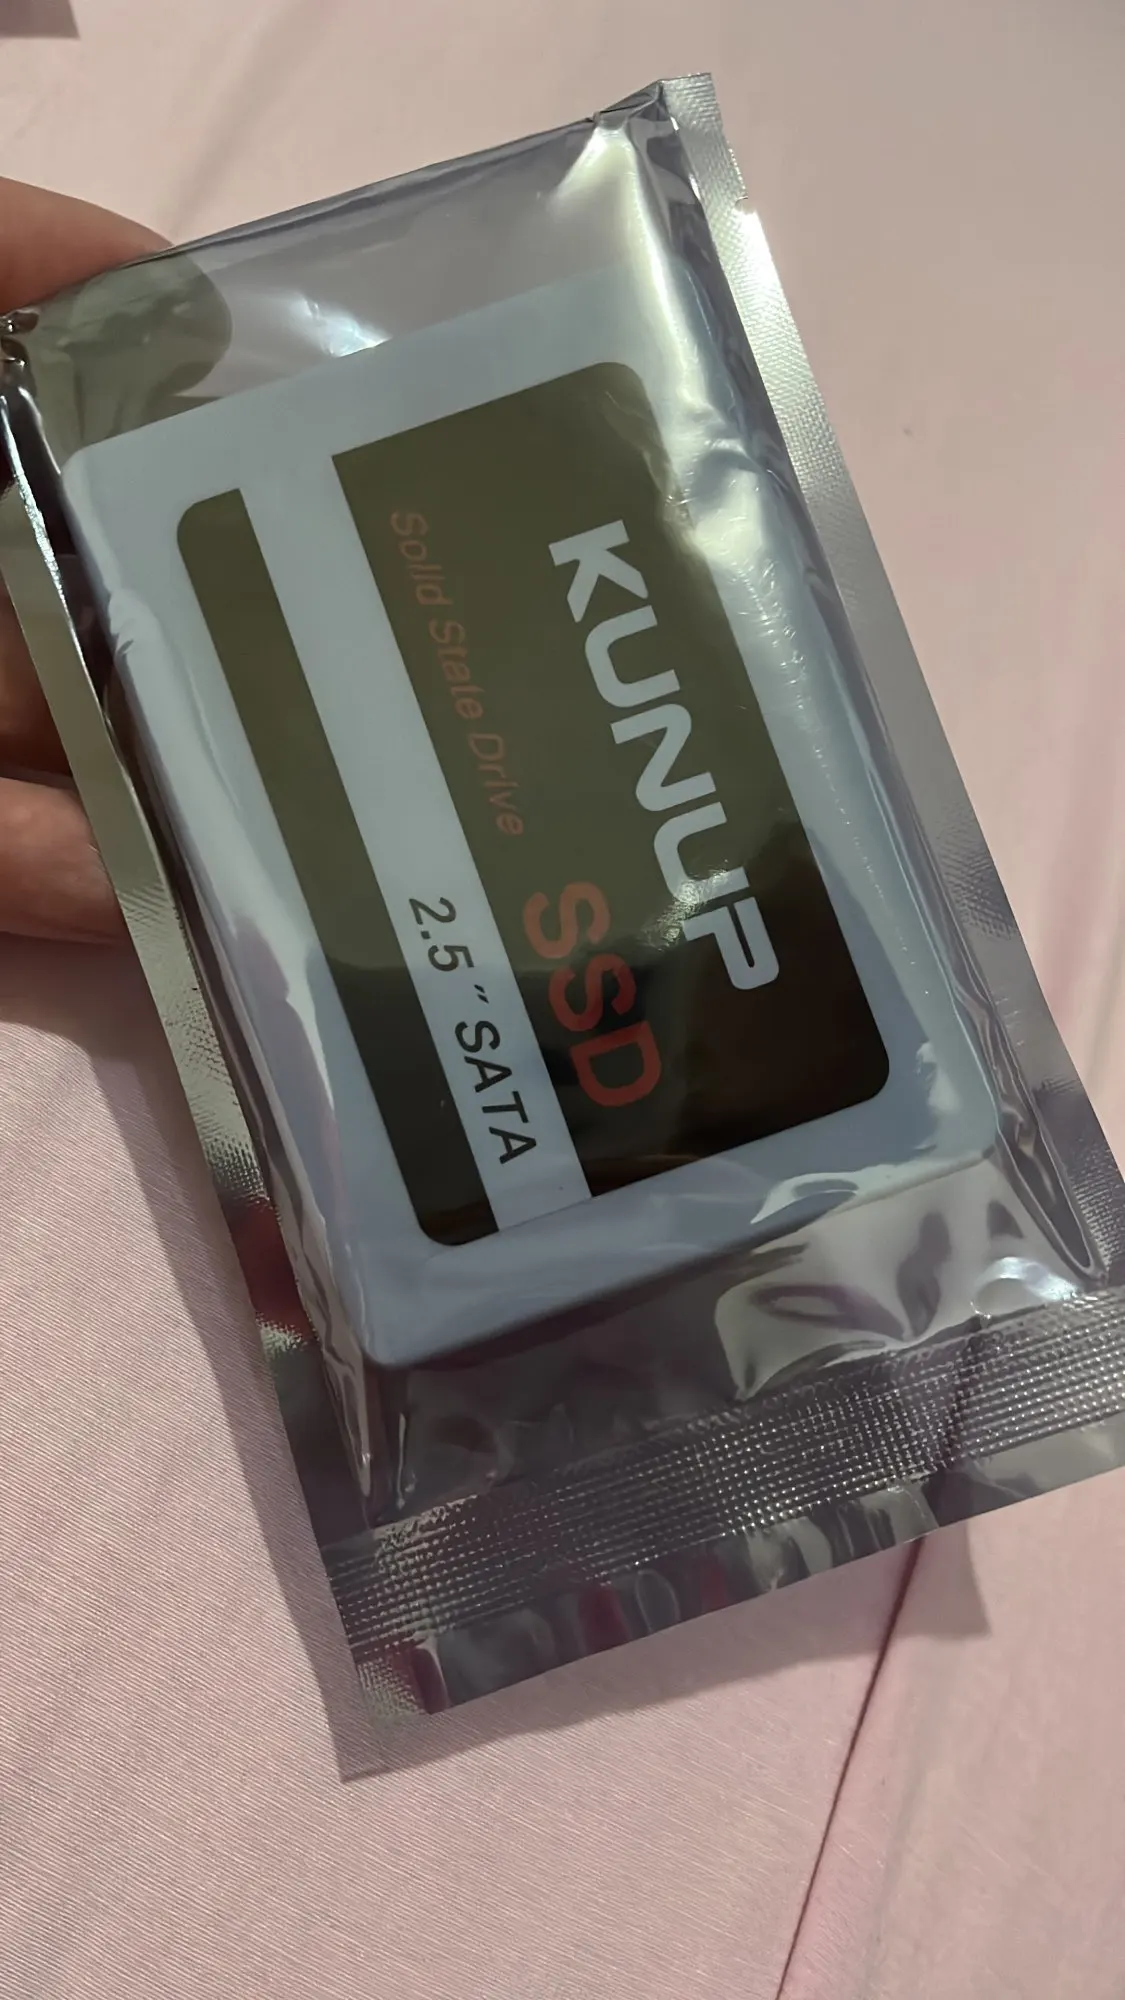 KUNUP
Solid State Drive SSD
2.5" SATA